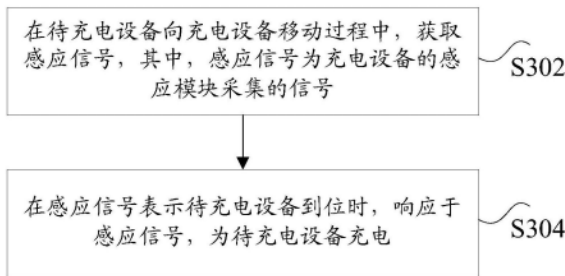 在待充电设备向充电设备移动过程中，获取
感应信号，其中，感应信号为充电设备的感
应模块采集的信号
S302
在感应信号表示待充电设备到位时，响应于
感应信号，为待充电设备充电
S304